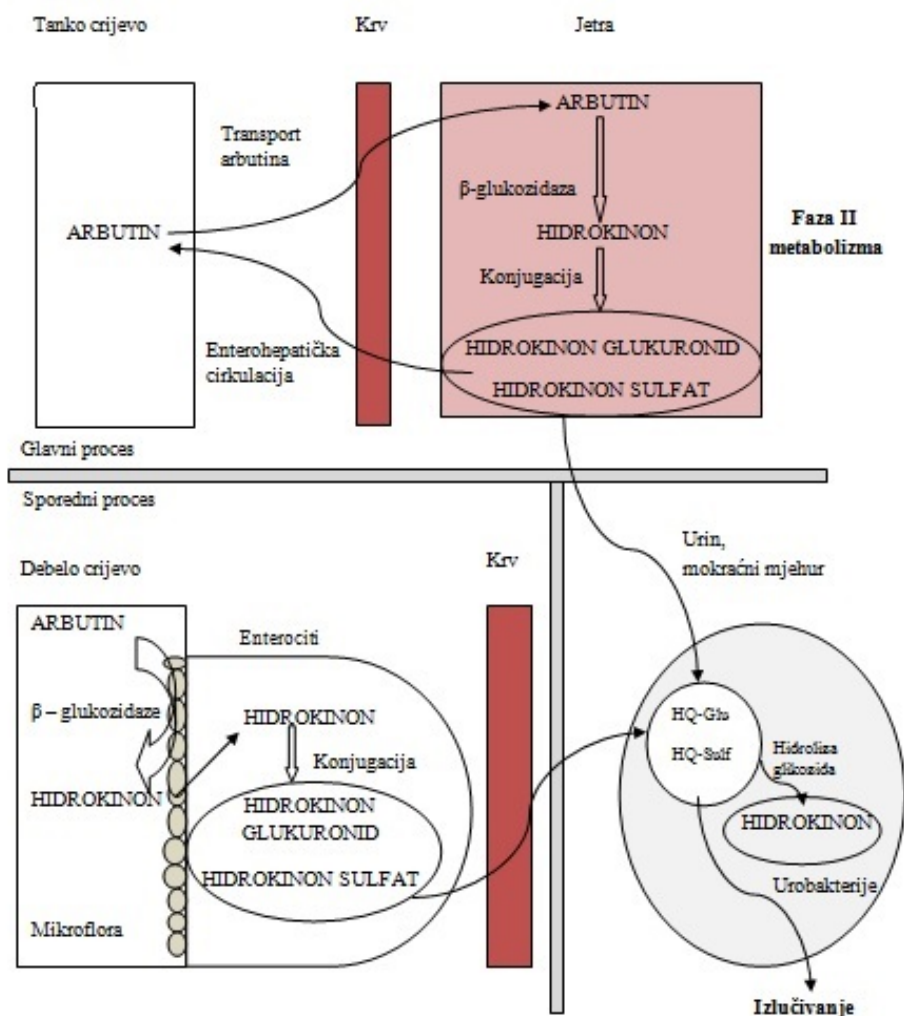 Tanko crijevo
Krv
Jetra
ARBUTIN
Transport
arbutina
β-glukozidaza
ARBUTIN
HIDROKINON
Faza II
metabolizma
Konjugacija
Enterohepatička
cirkulacija
HIDROKINON GLUKURONID
HIDROKINON SULFAT
Glavni proces
Sporedni proces
Debelo crijevo
Krv
Urin,
mokraćni mjehur
ARBUTIN
Enterociti
β – glukozidaze
HIDROKINON
Konjugacija
HIDROKINON
HIDROKINON
GLUKURONID
HIDROKINON SULFAT
Mikroflora
HQ-Glu
HQ-Sulf
Hidroliza
glikozida
HIDROKINON
Urobakterije
Izlučivanje